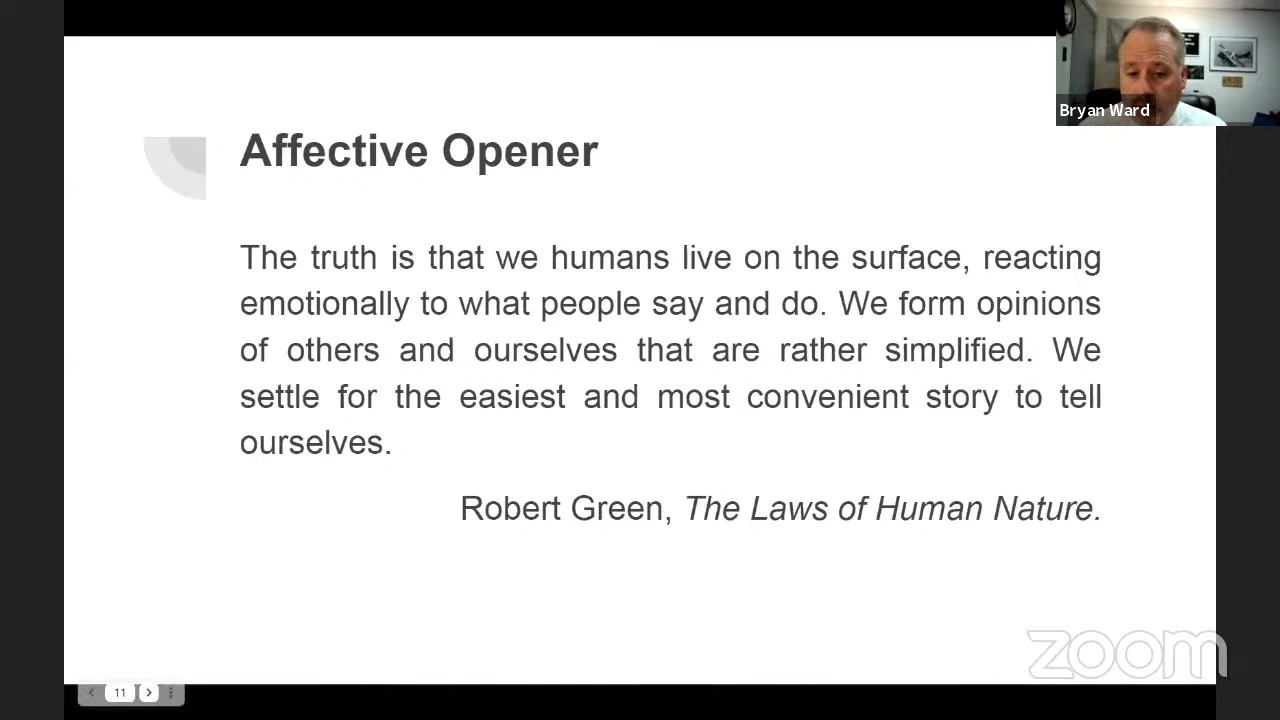 Bryan Ward
Affective Opener
The truth is that we humans live on the surface, reacting
emotionally to what people say and do. We form opinions
of others and ourselves that are rather simplified. We
settle for the easiest and most convenient story to tell
ourselves.
Robert Green, The Laws of Human Nature.
zoom
11